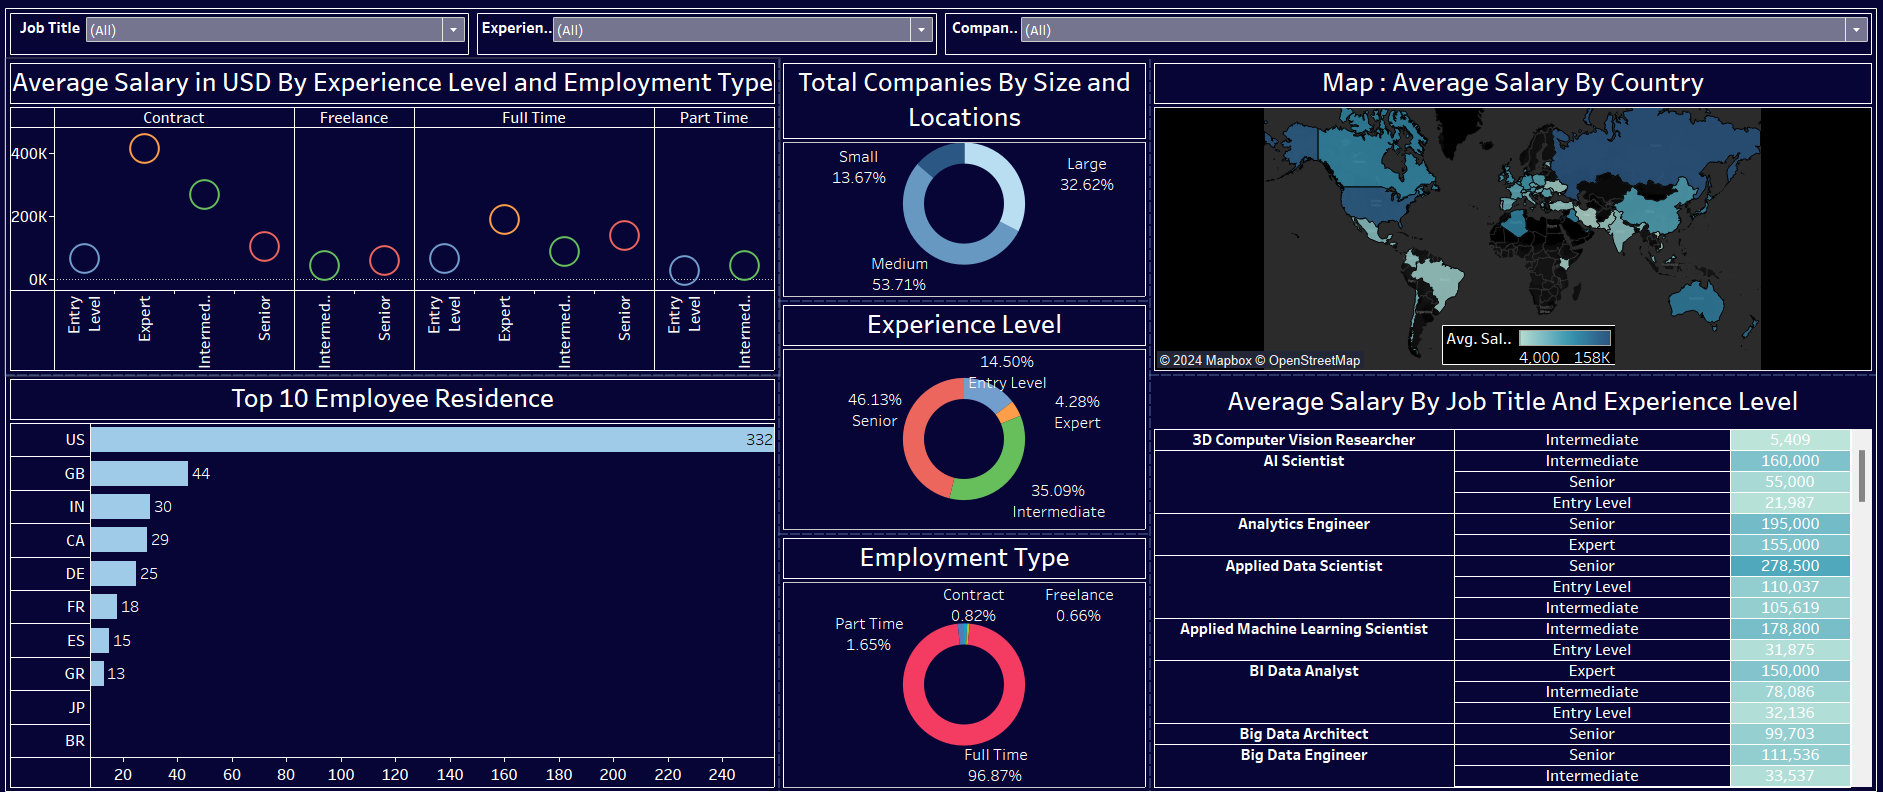 Job Title (All)
Experien.. (All)
Compan.. (All)
Average Salary in USD By Experience Level and Employment Type
Contract Freelance Full Time Part Time
400K
200K
0K
Entry Level
Expert
Intermed..
Senior
Intermed..
Senior
Entry Level
Expert
Intermed..
Senior
Entry Level
Intermed..
Top 10 Employee Residence
US 332
GB 44
IN 30
CA 29
DE 25
FR 18
ES 15
GR 13
JP
BR
20 40 60 80 100 120 140 160 180 200 220 240
Total Companies By Size and
Locations
Small
13.67%
Large
32.62%
Medium
53.71%
Experience Level
14.50%
Entry Level
4.28%
Expert
46.13%
Senior
35.09%
Intermediate
Employment Type
Contract
0.82%
Freelance
0.66%
Part Time
1.65%
Full Time
96.87%
Map : Average Salary By Country
Avg. Sal..
4,000 158K
© 2024 Mapbox © OpenStreetMap
Average Salary By Job Title And Experience Level
3D Computer Vision Researcher Intermediate 5,409
AI Scientist Intermediate 160,000
Senior 55,000
Entry Level 21,987
Analytics Engineer Senior 195,000
Expert 155,000
Applied Data Scientist Senior 278,500
Entry Level 110,037
Intermediate 105,619
Applied Machine Learning Scientist Intermediate 178,800
Entry Level 31,875
BI Data Analyst Expert 150,000
Intermediate 78,086
Entry Level 32,136
Big Data Architect Senior 99,703
Big Data Engineer Senior 111,536
Intermediate 33,537